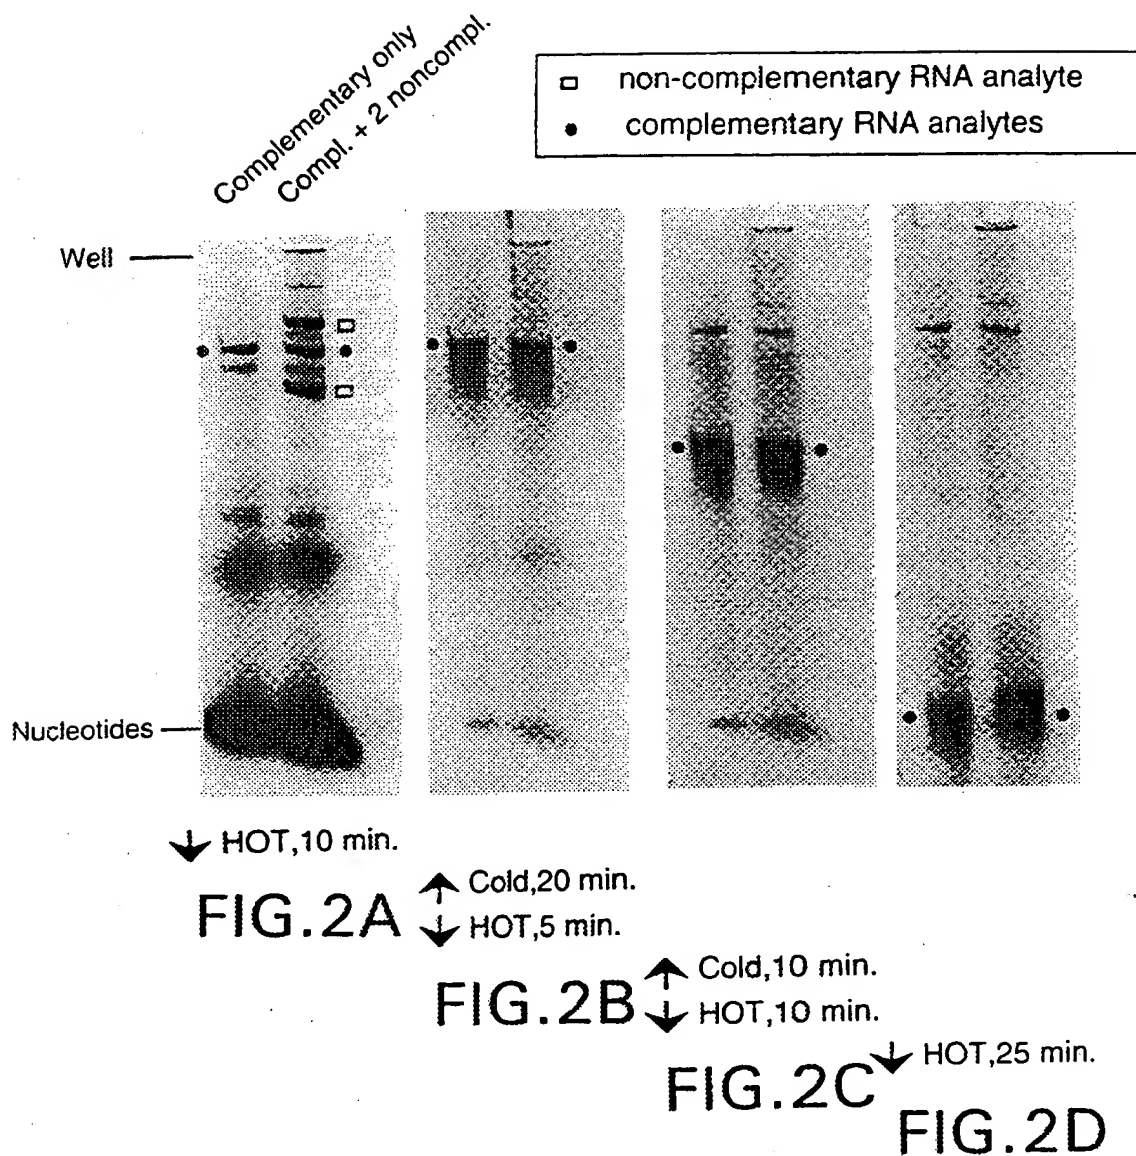 Complementary only
Compl. + 2 noncompl.
non-complementary RNA analyte
complementary RNA analytes
Well
Nucleotides
HOT,10 min.
FIG.2A
Cold,20 min.
HOT,5 min.
FIG.2B
Cold,10 min.
HOT,10 min.
FIG.2C
HOT,25 min.
FIG.2D